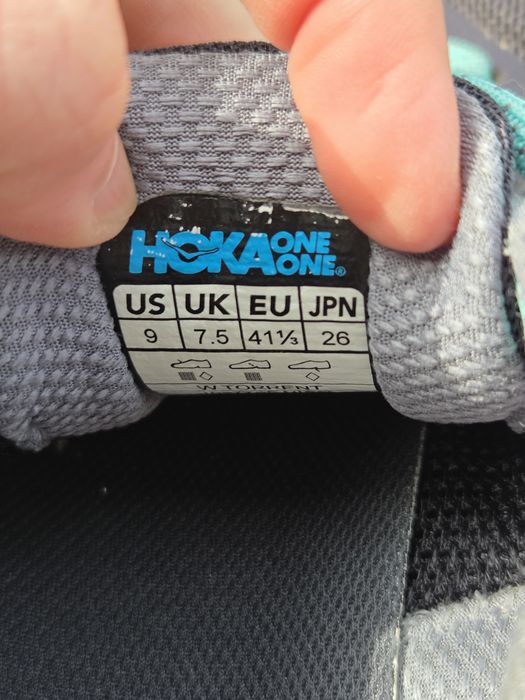 HOKA ONE ONE®
US UK EU JPN
9 7.5 41⅓ 26
W TORRENT